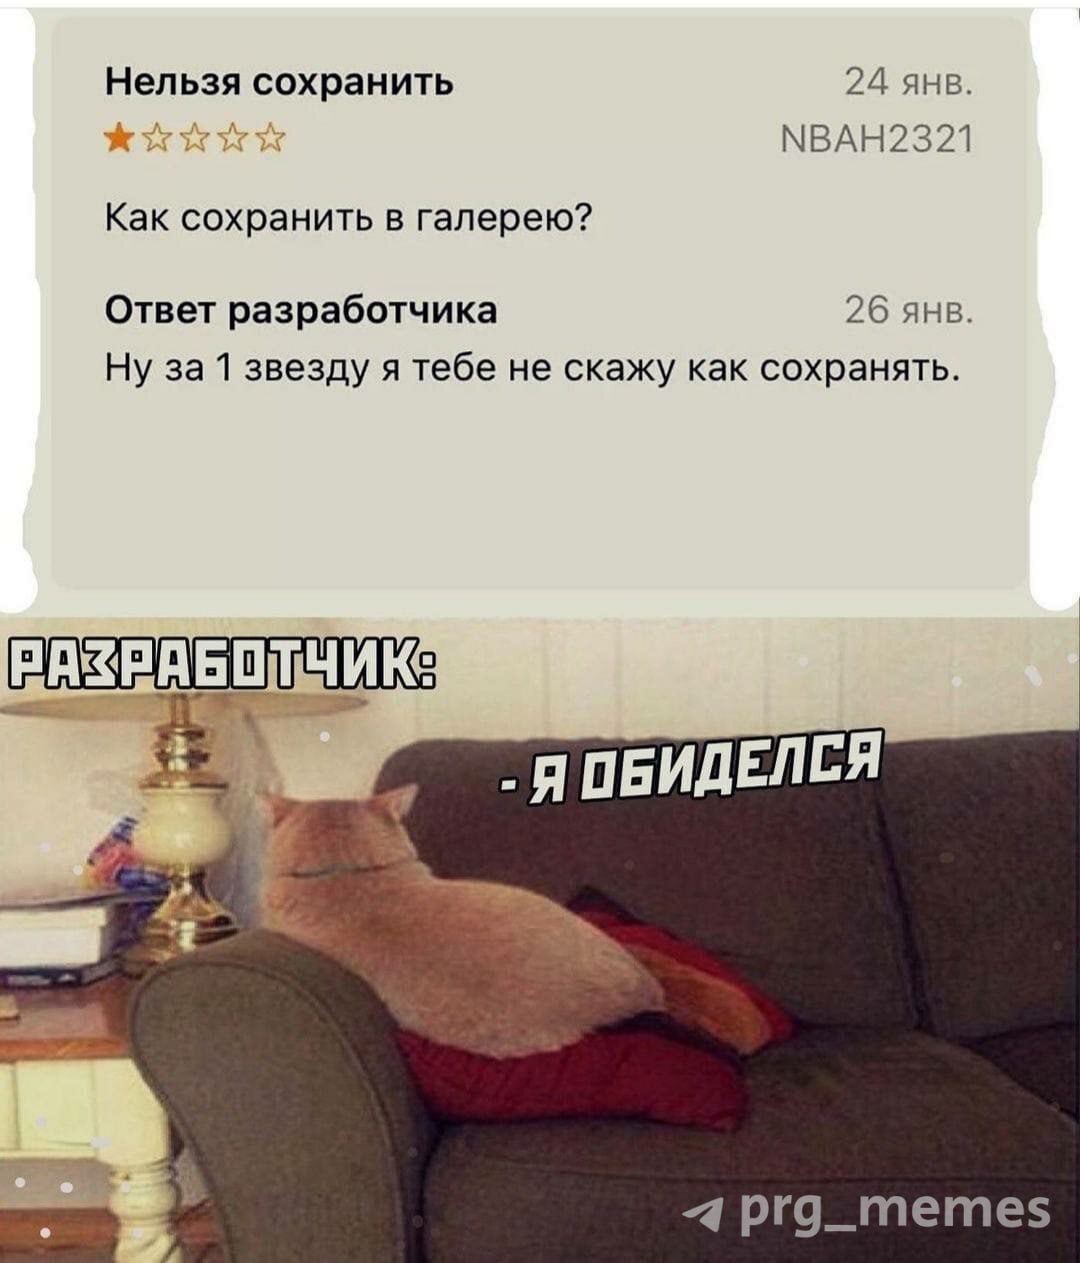 Нельзя сохранить 24 янв.
NBAH2321
Как сохранить в галерею?
Ответ разработчика 26 янв.
Ну за 1 звезду я тебе не скажу как сохранять.
РАЗРАБОТЧИК:
- Я ОБИДЕЛСЯ
prg_memes